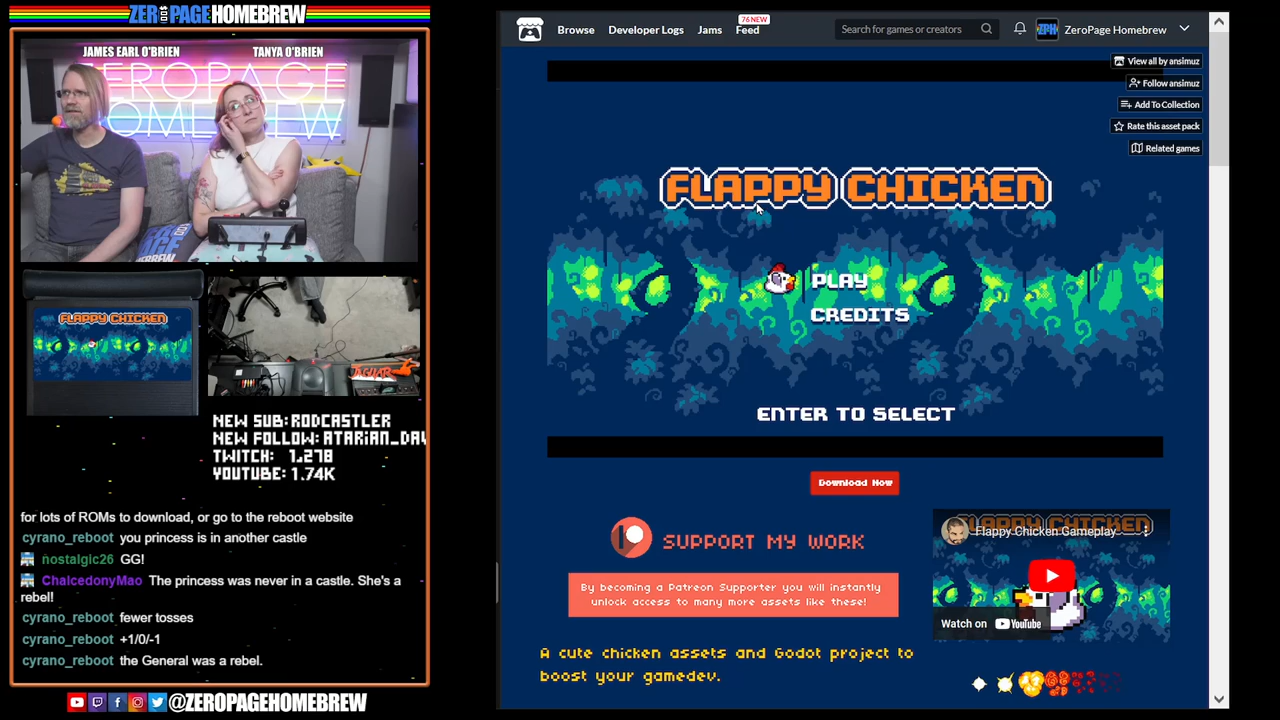 ZEROPAGEHOMEBREW
JAMES EARL O'BRIEN
TANYA O'BRIEN
ZEROPAGE
HOMEBREW
FLAPPY CHICKEN
JAGUAR
NEW SUB:RODCASTLER
NEW FOLLOW:ATARIAN_DAV
TWITCH: 1,278
YOUTUBE: 1.74K
for lots of ROMs to download, or go to the reboot website
cyrano_reboot you princess is in another castle
nostalgic26 GG!
ChalcedonyMao The princess was never in a castle. She's a
rebel!
cyrano_reboot fewer tosses
cyrano_reboot +1/0/-1
cyrano_reboot the General was a rebel.
@ZEROPAGEHOMEBREW
76 NEW
Browse Developer Logs Jams Feed Search for games or creators ZPH ZeroPage Homebrew
View all by ansimuz
Follow ansimuz
Add To Collection
Rate this asset pack
Related games
FLAPPY CHICKEN
PLAY
CREDITS
ENTER TO SELECT
Download Now
SUPPORT MY WORK
By becoming a Patreon Supporter you will instantly
unlock access to many more assets like these!
FLAPPY CHICKEN
Flappy Chicken Gameplay
Watch on YouTube
A cute chicken assets and Godot project to
boost your gamedev.